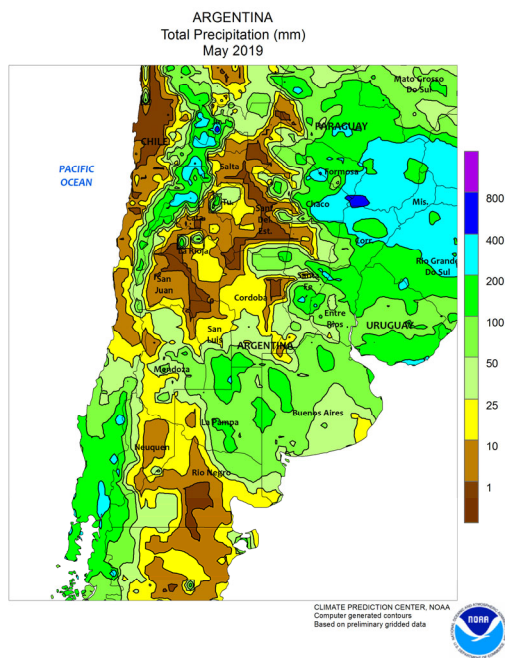 ARGENTINA
Total Precipitation (mm)
May 2019
Mato Grosso
Do Sul
PARAGUAY
CHILE
PACIFIC
OCEAN
Salta
Formosa
Tu.
Chaco
Mis.
Sant.
Del
Est.
Cata.
Corr.
La Rioja
Rio Grande
Do Sul
San
Juan
Santa
Fe
Cordoba
Entre
Rios
URUGUAY
San
Luis
ARGENTINA
Mendoza
Buenos Aires
La Pampa
Neuquen
Rio Negro
800
400
200
100
50
25
10
1
CLIMATE PREDICTION CENTER, NOAA
Computer generated contours
Based on preliminary gridded data
NOAA